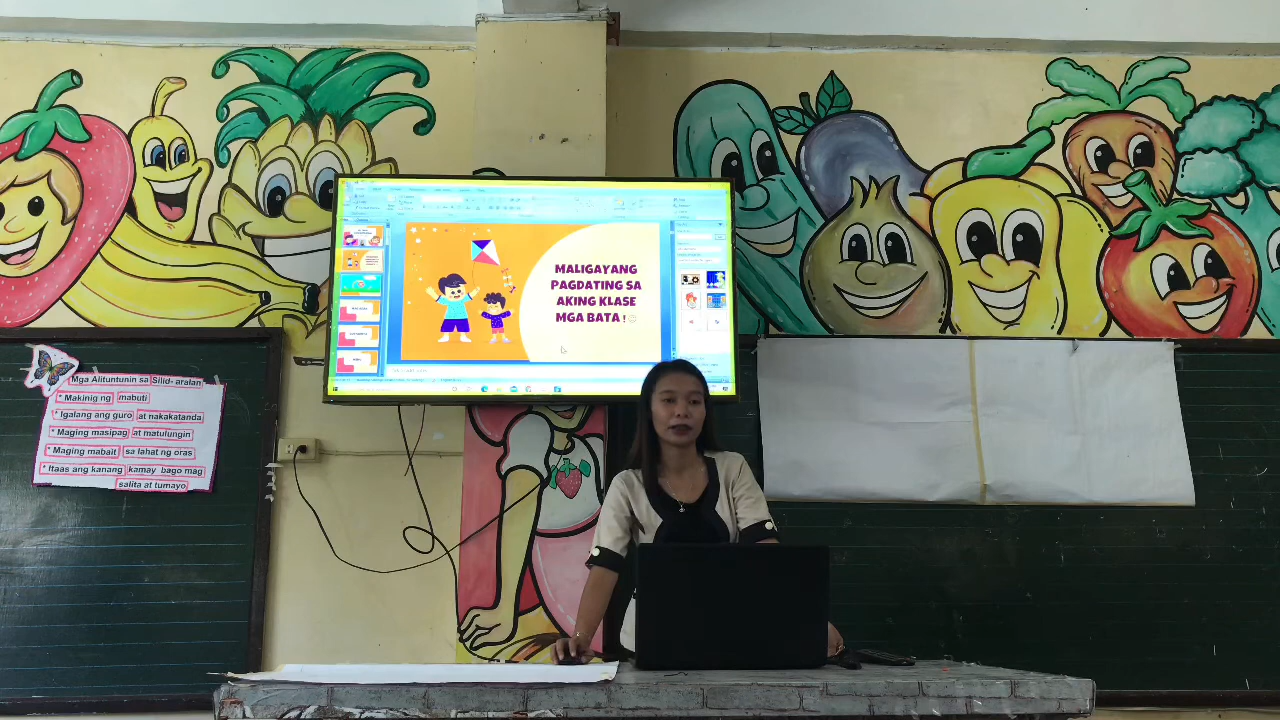 MALIGAYANG
PAGDATING SA
AKING KLASE
MGA BATA !
Mga Alituntunin sa Silid- aralan
* Makinig ng mabuti
* Igalang ang guro at nakakatanda
* Maging masipag at matulungin
* Maging mabait sa lahat ng oras
* Itaas ang kanang kamay bago mag
salita at tumayo